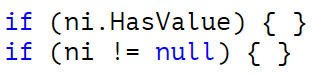 if (ni.HasValue) { }
if (ni != null) { }